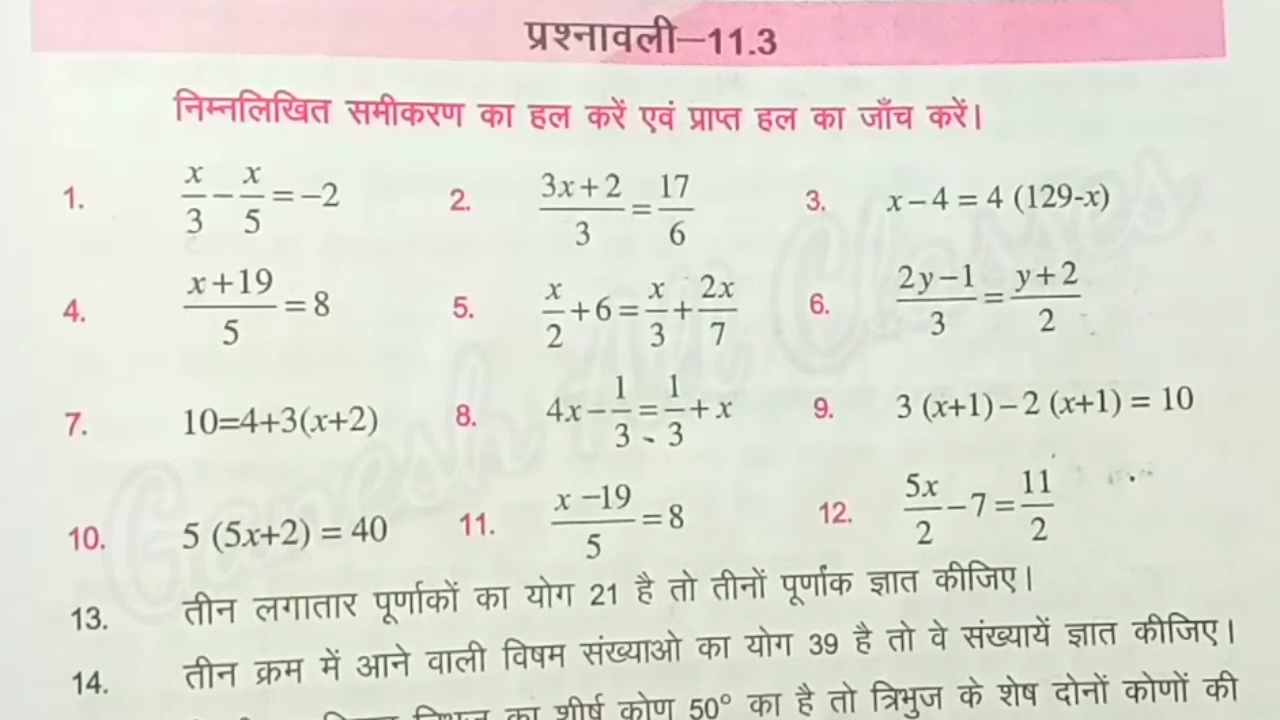 प्रश्नावली–11.3
निम्नलिखित समीकरण का हल करें एवं प्राप्त हल का जाँच करें।
1. x/3 − x/5 = −2 2. (3x+2)/3 = 17/6 3. x − 4 = 4 (129-x)
4. (x+19)/5 = 8 5. x/2 + 6 = x/3 + 2x/7 6. (2y−1)/3 = (y+2)/2
7. 10=4+3(x+2) 8. 4x − 1/3 = 1/3 + x 9. 3 (x+1) − 2 (x+1) = 10
10. 5 (5x+2) = 40 11. (x −19)/5 = 8 12. 5x/2 − 7 = 11/2
13. तीन लगातार पूर्णाकों का योग 21 है तो तीनों पूर्णाक ज्ञात कीजिए।
14. तीन क्रम में आने वाली विषम संख्याओ का योग 39 है तो वे संख्यायें ज्ञात कीजिए।
त्रिभुज का शीर्ष कोण 50° का है तो त्रिभुज के शेष दोनों कोणों की
Ganesh All Classes